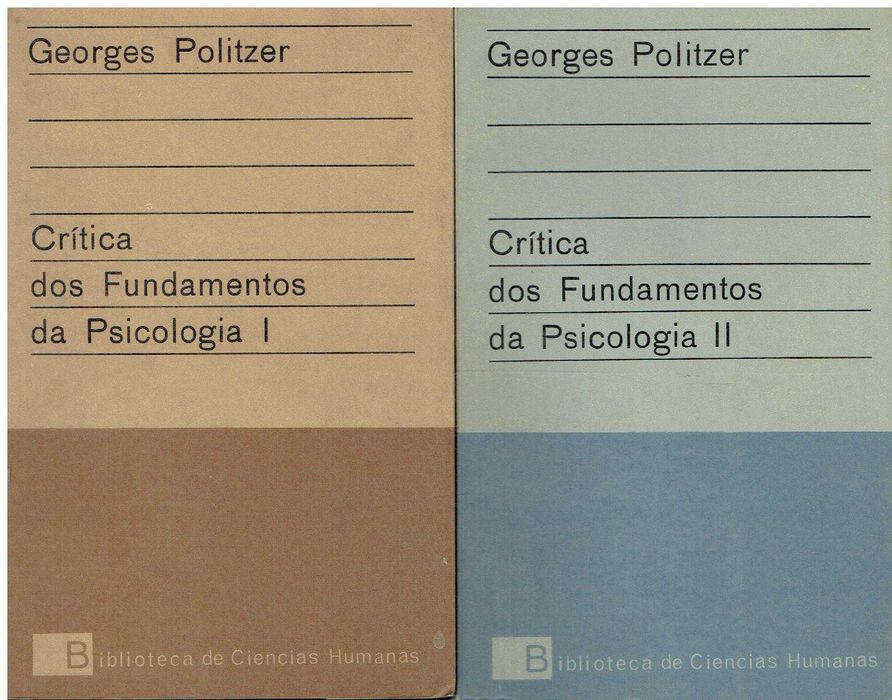 Georges Politzer
Crítica
dos Fundamentos
da Psicologia I
Biblioteca de Ciencias Humanas
Georges Politzer
Crítica
dos Fundamentos
da Psicologia II
Biblioteca de Ciencias Humanas